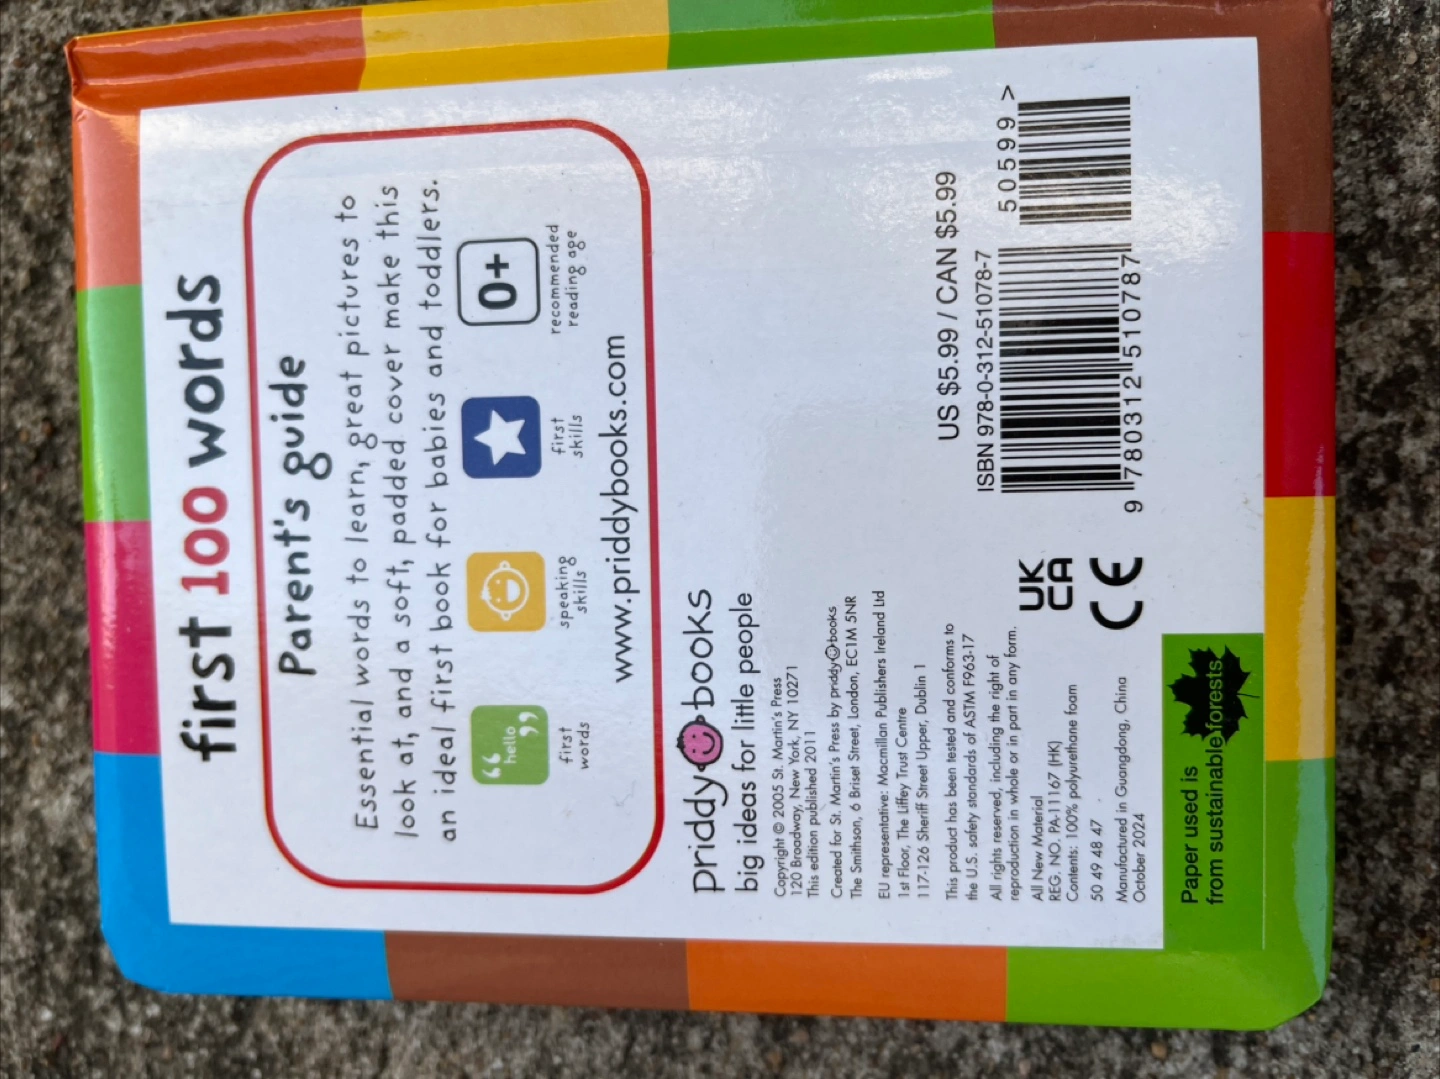 first 100 words
Parent's guide
Essential words to learn, great pictures to
look at, and a soft, padded cover make this
an ideal first book for babies and toddlers.
“ hello ”
first
words
speaking
skills
first
skills
0+
recommended
reading age
www.priddybooks.com
priddy books
big ideas for little people
Copyright © 2005 St. Martin's Press
120 Broadway, New York, NY 10271
This edition published 2011
Created for St. Martin's Press by priddy books
The Smithson, 6 Briset Street, London, EC1M 5NR
EU representative: Macmillan Publishers Ireland Ltd
1st Floor, The Liffey Trust Centre
117-126 Sheriff Street Upper, Dublin 1
This product has been tested and conforms to
the U.S. safety standards of ASTM F963-17
All rights reserved, including the right of
reproduction in whole or in part in any form.
All New Material
REG. NO. PA-11167 (HK)
Contents: 100% polyurethane foam
50 49 48 47
Manufactured in Guangdong, China
October 2024
UK
CA
CE
US $5.99 / CAN $5.99
ISBN 978-0-312-51078-7
50599 >
9 780312 510787
Paper used is
from sustainable forests.